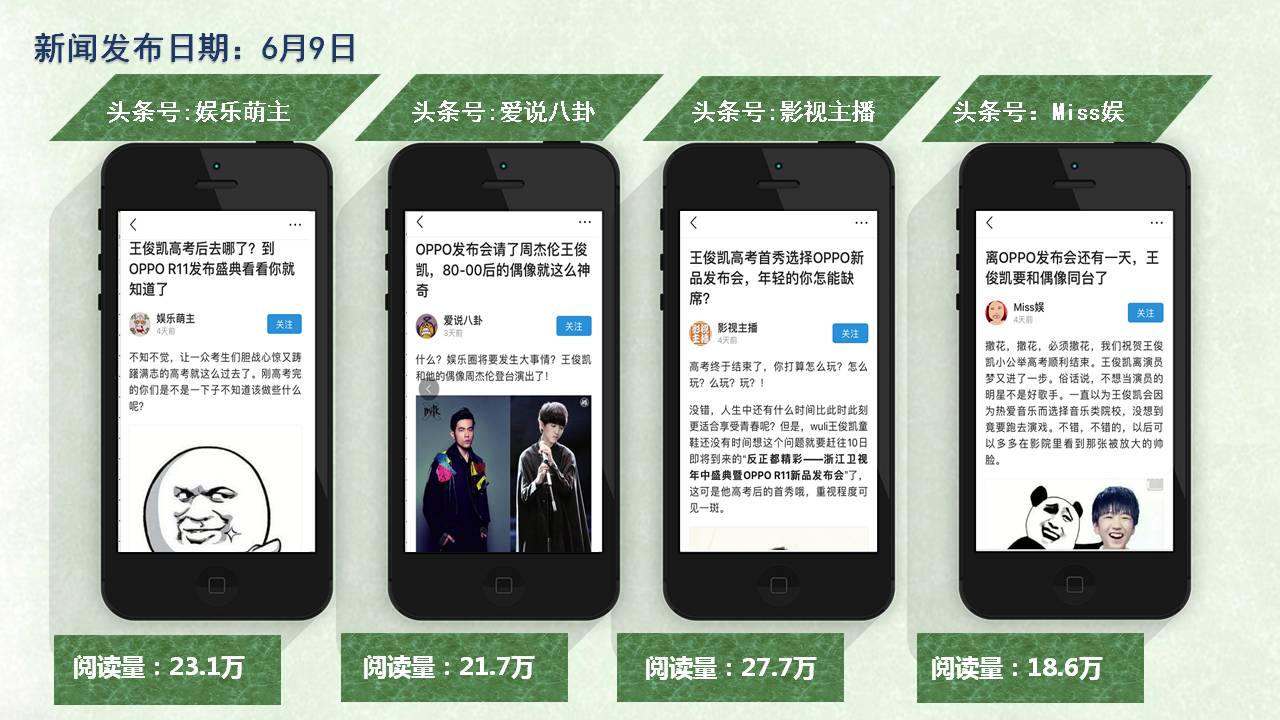 新闻发布日期：6月9日
头条号:娱乐萌主
头条号:爱说八卦
头条号:影视主播
头条号：Miss娱
王俊凯高考后去哪了？到
OPPO R11发布盛典看看你就
知道了
娱乐萌主
4天前
关注
不知不觉，让一众考生们胆战心惊又踌
躇满志的高考就这么过去了。刚高考完
的你们是不是一下子不知道该做些什么
呢？
OPPO发布会请了周杰伦王俊
凯，80-00后的偶像就这么神
奇
爱说八卦
3天前
关注
什么？娱乐圈将要发生大事情？王俊凯
和他的偶像周杰伦登台演出了！
王俊凯高考首秀选择OPPO新
品发布会，年轻的你怎能缺
席？
影视主播
4天前
关注
高考终于结束了，你打算怎么玩？怎么
玩？么玩？玩？！
没错，人生中还有什么时间比此时此刻
更适合享受青春呢？但是，wuli王俊凯童
鞋还没有时间想这个问题就要赶往10日
即将到来的“反正都精彩——浙江卫视
年中盛典暨OPPO R11新品发布会”了，
这可是他高考后的首秀哦，重视程度可
见一斑。
离OPPO发布会还有一天，王
俊凯要和偶像同台了
Miss娱
4天前
关注
撒花，撒花，必须撒花，我们祝贺王俊
凯小公举高考顺利结束。王俊凯离演员
梦又进了一步。俗话说，不想当演员的
明星不是好歌手。一直以为王俊凯会因
为热爱音乐而选择音乐类院校，没想到
竟要跑去演戏。不错，不错的，以后可
以多多在影院里看到那张被放大的帅
脸。
阅读量：23.1万
阅读量：21.7万
阅读量：27.7万
阅读量：18.6万